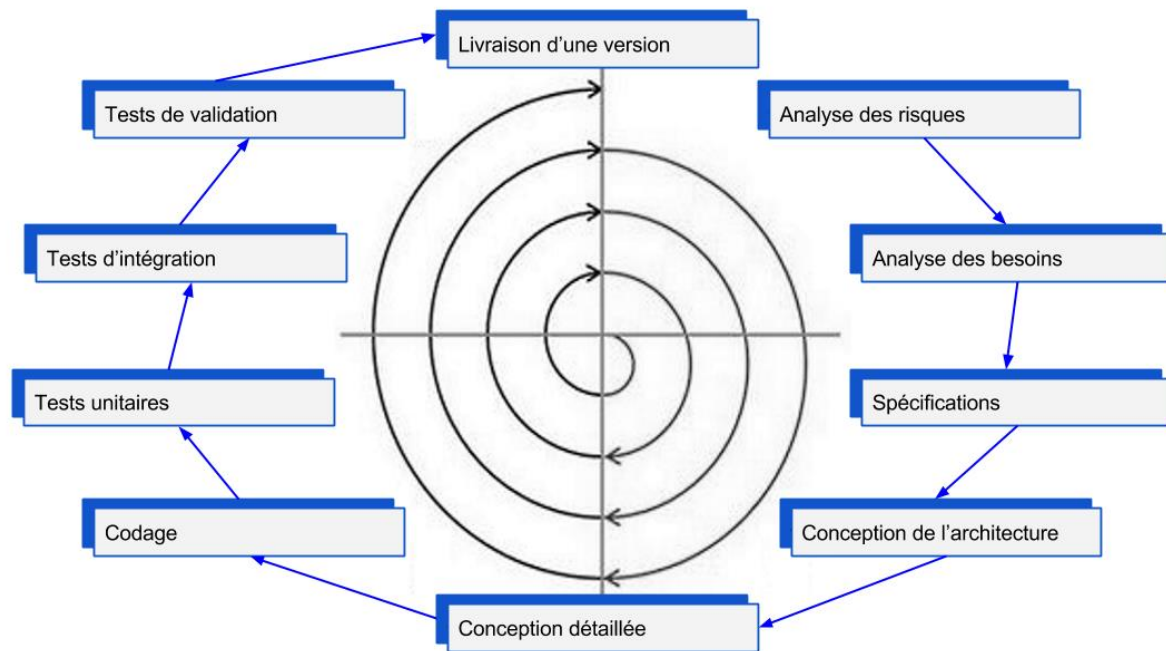 Livraison d’une version
Tests de validation
Analyse des risques
Tests d’intégration
Analyse des besoins
Tests unitaires
Spécifications
Codage
Conception de l’architecture
Conception détaillée